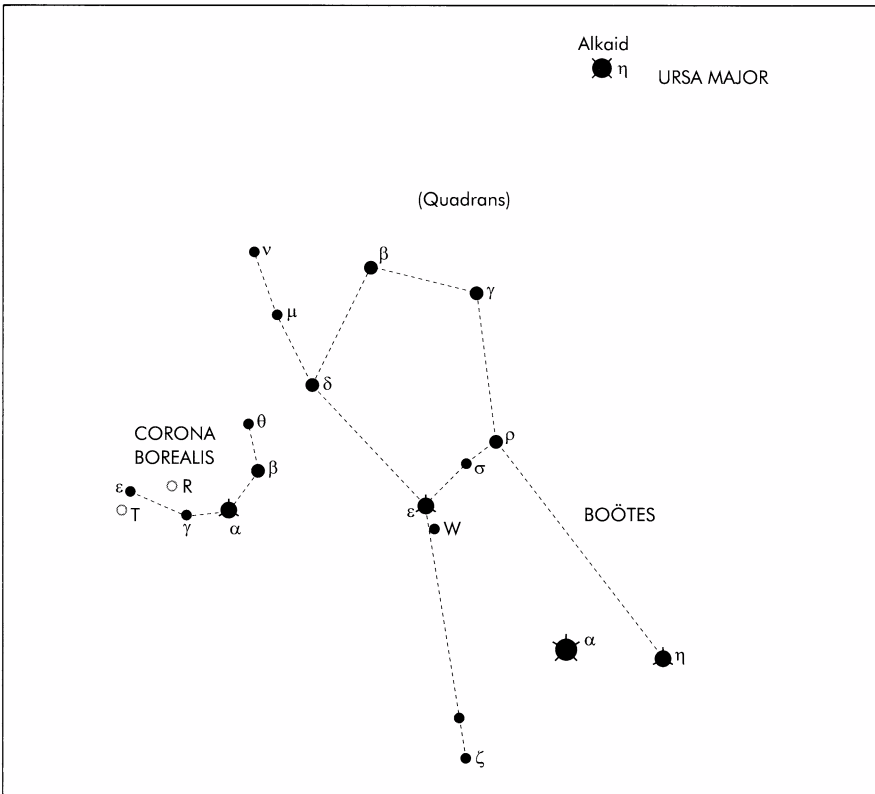 Alkaid
η
URSA MAJOR
(Quadrans)
ν
β
γ
μ
δ
θ
CORONA
BOREALIS
β
ρ
R
σ
ε
T
γ
α
ε
W
BOÖTES
α
η
ζ